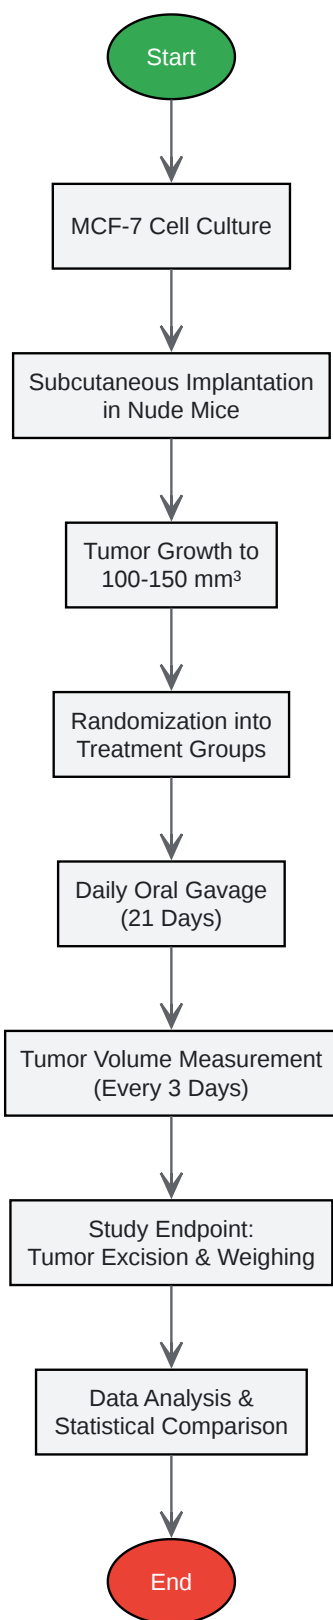 Start
MCF-7 Cell Culture
Subcutaneous Implantation
in Nude Mice
Tumor Growth to
100-150 mm³
Randomization into
Treatment Groups
Daily Oral Gavage
(21 Days)
Tumor Volume Measurement
(Every 3 Days)
Study Endpoint:
Tumor Excision & Weighing
Data Analysis &
Statistical Comparison
End